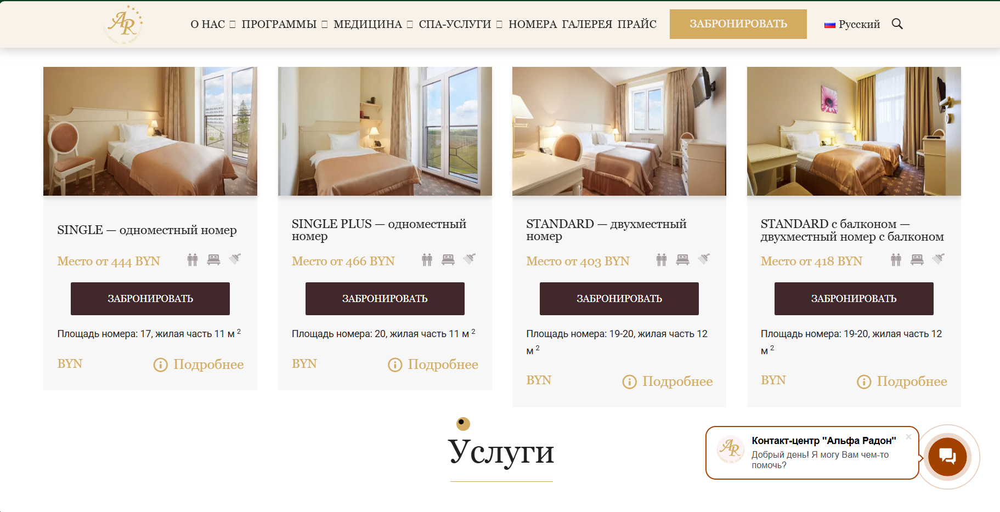 AR
О НАС ПРОГРАММЫ МЕДИЦИНА СПА-УСЛУГИ НОМЕРА ГАЛЕРЕЯ ПРАЙС
ЗАБРОНИРОВАТЬ
Русский
SINGLE — одноместный номер
Место от 444 BYN
ЗАБРОНИРОВАТЬ
Площадь номера: 17, жилая часть 11 м 2
BYN
Подробнее
SINGLE PLUS — одноместный
номер
Место от 466 BYN
ЗАБРОНИРОВАТЬ
Площадь номера: 20, жилая часть 11 м 2
BYN
Подробнее
STANDARD — двухместный
номер
Место от 403 BYN
ЗАБРОНИРОВАТЬ
Площадь номера: 19-20, жилая часть 12
м 2
BYN
Подробнее
STANDARD с балконом —
двухместный номер с балконом
Место от 418 BYN
ЗАБРОНИРОВАТЬ
Площадь номера: 19-20, жилая часть 12
м 2
BYN
Подробнее
Услуги
AR
Контакт-центр "Альфа Радон"
Добрый день! Я могу Вам чем-то
помочь?